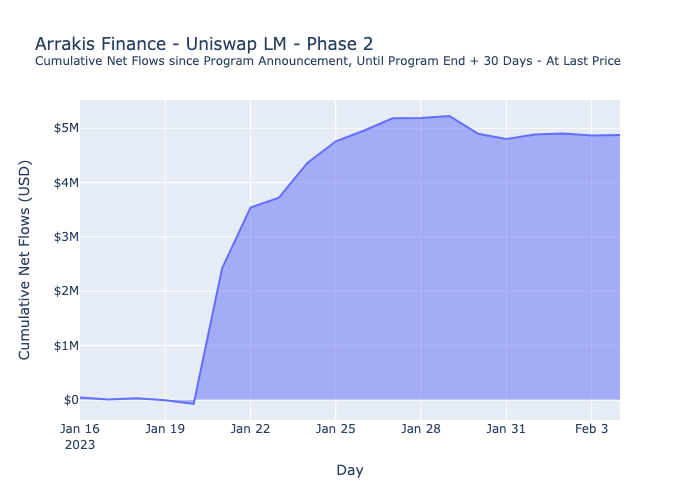 Arrakis Finance - Uniswap LM - Phase 2
Cumulative Net Flows since Program Announcement, Until Program End + 30 Days - At Last Price
Cumulative Net Flows (USD)
$5M
$4M
$3M
$2M
$1M
$0
Jan 16 Jan 19 Jan 22 Jan 25 Jan 28 Jan 31 Feb 3
2023
Day